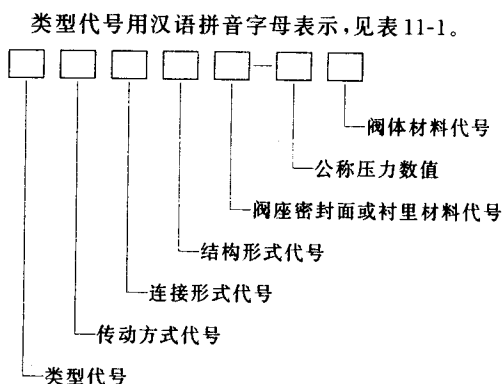 类型代号用汉语拼音字母表示，见表11-1。
阀体材料代号
公称压力数值
阀座密封面或衬里材料代号
结构形式代号
连接形式代号
传动方式代号
类型代号